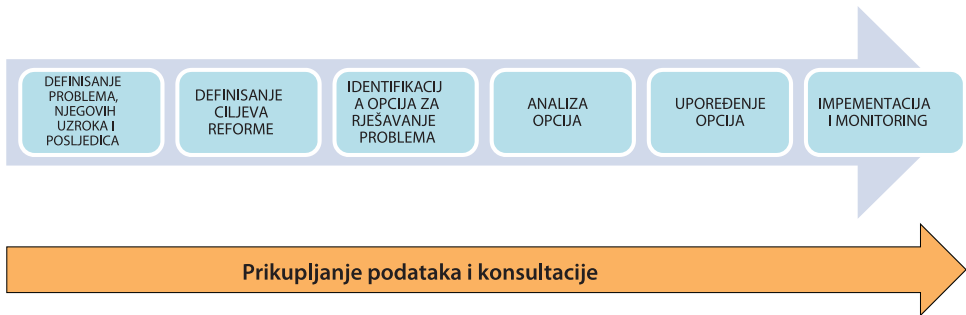 DEFINISANJE
PROBLEMA,
NJEGOVIH
UZROKA I
POSLJEDICA
DEFINISANJE
CILJEVA
REFORME
IDENTIFIKACIJ
A OPCIJA ZA
RJEŠAVANJE
PROBLEMA
ANALIZA
OPCIJA
UPOREĐENJE
OPCIJA
IMPEMENTACIJA
I MONITORING
Prikupljanje podataka i konsultacije